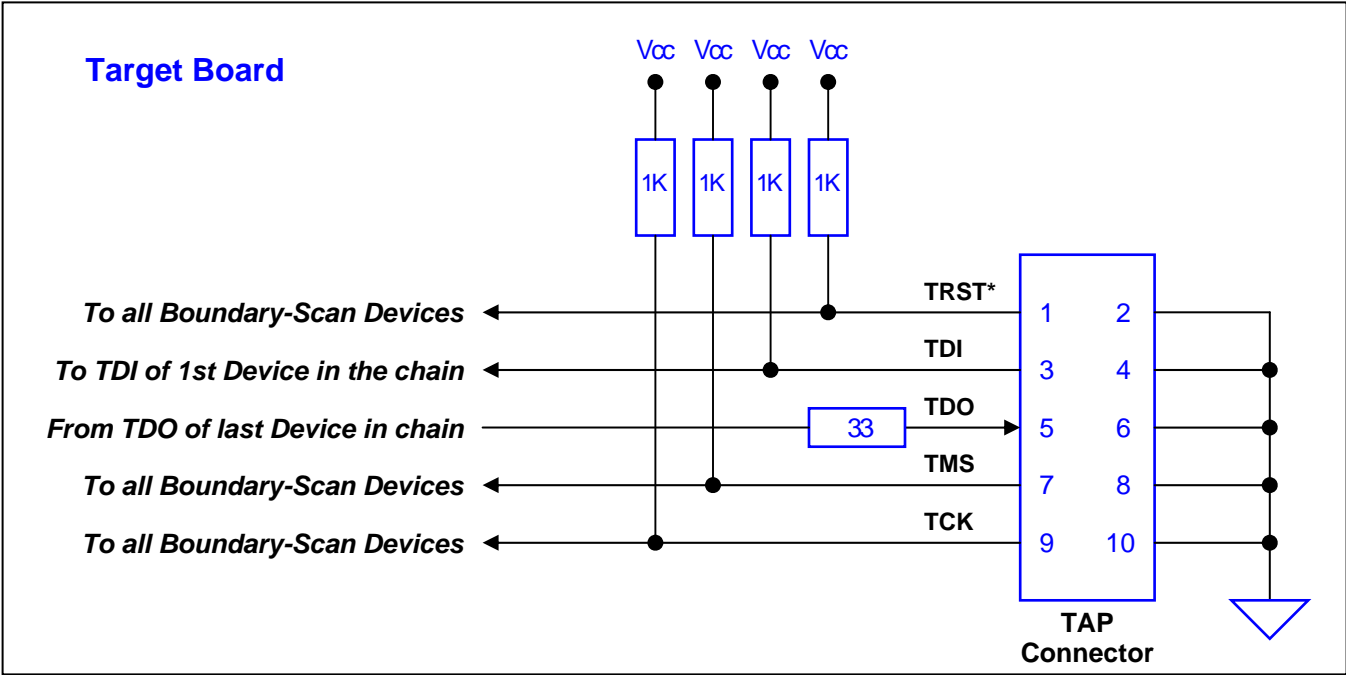 Target Board
Vcc Vcc Vcc Vcc
1K 1K 1K 1K
To all Boundary-Scan Devices TRST* 1 2
To TDI of 1st Device in the chain TDI 3 4
From TDO of last Device in chain 33 TDO 5 6
To all Boundary-Scan Devices TMS 7 8
To all Boundary-Scan Devices TCK 9 10
TAP
Connector